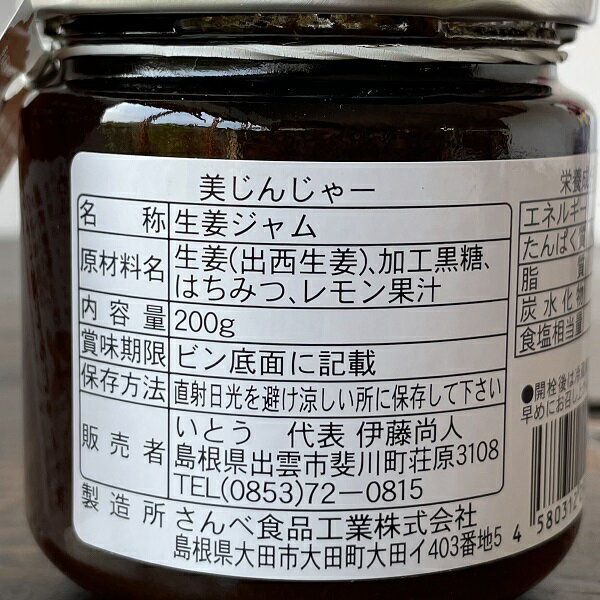 美じんじゃー
名称 生姜ジャム
原材料名 生姜(出西生姜)、加工黒糖、
はちみつ、レモン果汁
内容量 200g
賞味期限 ビン底面に記載
保存方法 直射日光を避け涼しい所に保存して下さい
販売者 いとう 代表 伊藤尚人
島根県出雲市斐川町荘原3108
TEL(0853)72-0815
製造所 さんべ食品工業株式会社
島根県大田市大田町大田イ403番地5
栄養成
エネルギー
たんぱく質
脂質
炭水化物
食塩相当量
●開栓後は冷
早めにお召し上
4 580312